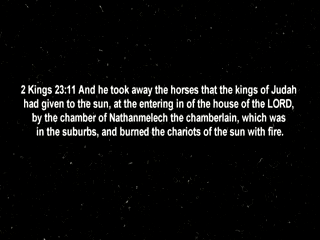 2 Kings 23:11 And he took away the horses that the kings of Judah
had given to the sun, at the entering in of the house of the LORD,
by the chamber of Nathanmelech the chamberlain, which was
in the suburbs, and burned the chariots of the sun with fire.